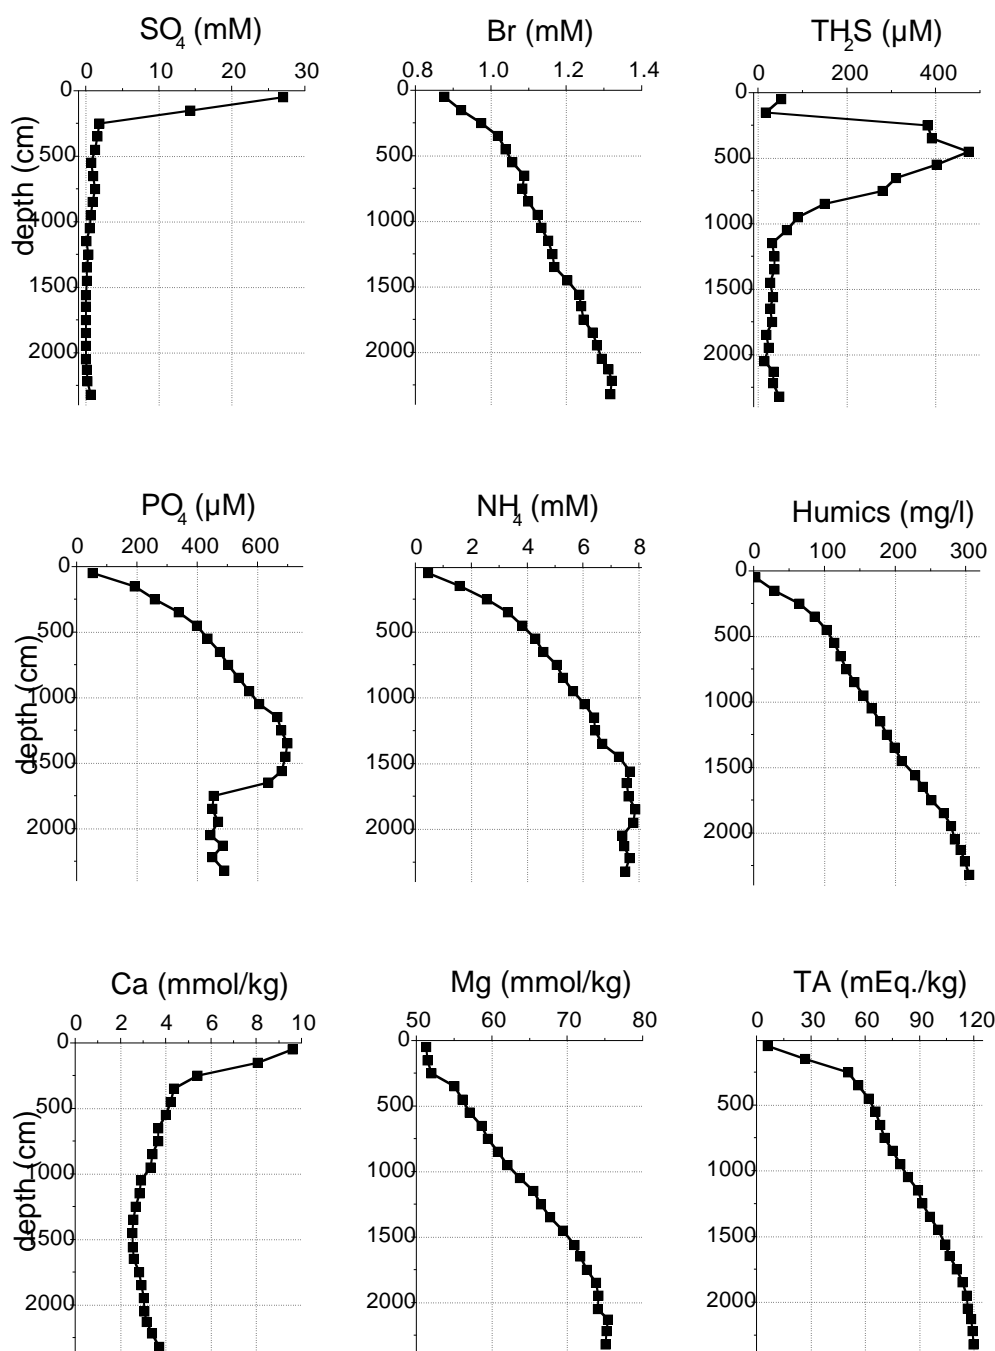 SO4 (mM)
Br (mM)
TH2S (µM)
0 10 20 30
0.8 1.0 1.2 1.4
0 200 400
depth (cm)
0
500
1000
1500
2000
0
500
1000
1500
2000
0
500
1000
1500
2000
PO4 (µM)
NH4 (mM)
Humics (mg/l)
0 200 400 600
0 2 4 6 8
0 100 200 300
depth (cm)
0
500
1000
1500
2000
0
500
1000
1500
2000
0
500
1000
1500
2000
Ca (mmol/kg)
Mg (mmol/kg)
TA (mEq./kg)
0 2 4 6 8 10
50 60 70 80
0 30 60 90 120
depth (cm)
0
500
1000
1500
2000
0
500
1000
1500
2000
0
500
1000
1500
2000